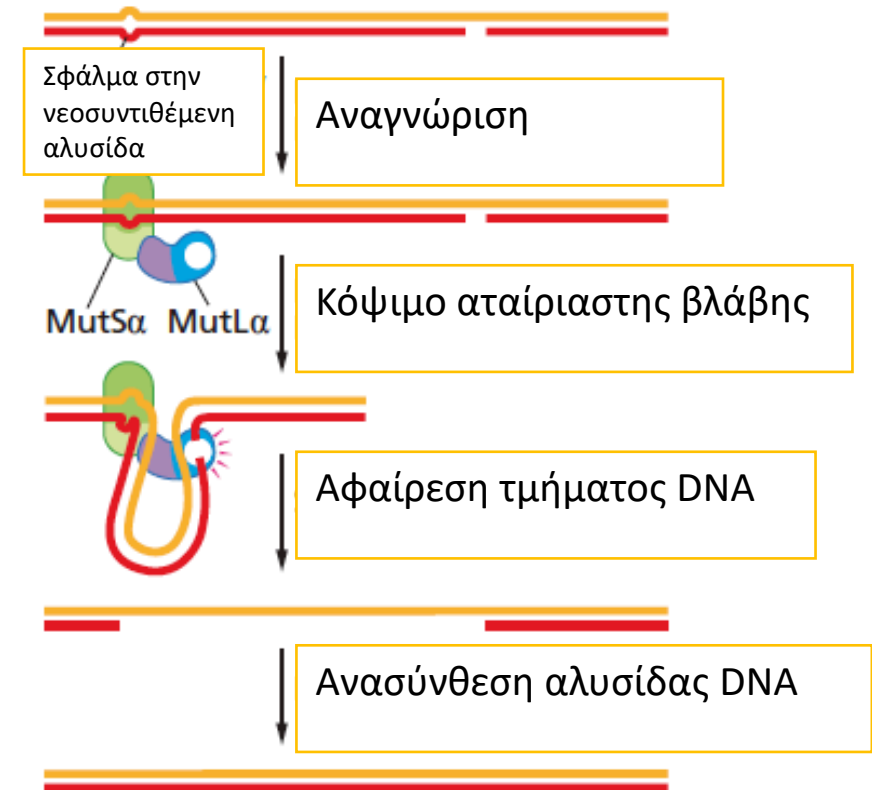 Σφάλμα στην
νεοσυντιθέμενη
αλυσίδα
Αναγνώριση
MutSα MutLα
Κόψιμο αταίριαστης βλάβης
Αφαίρεση τμήματος DNA
Ανασύνθεση αλυσίδας DNA